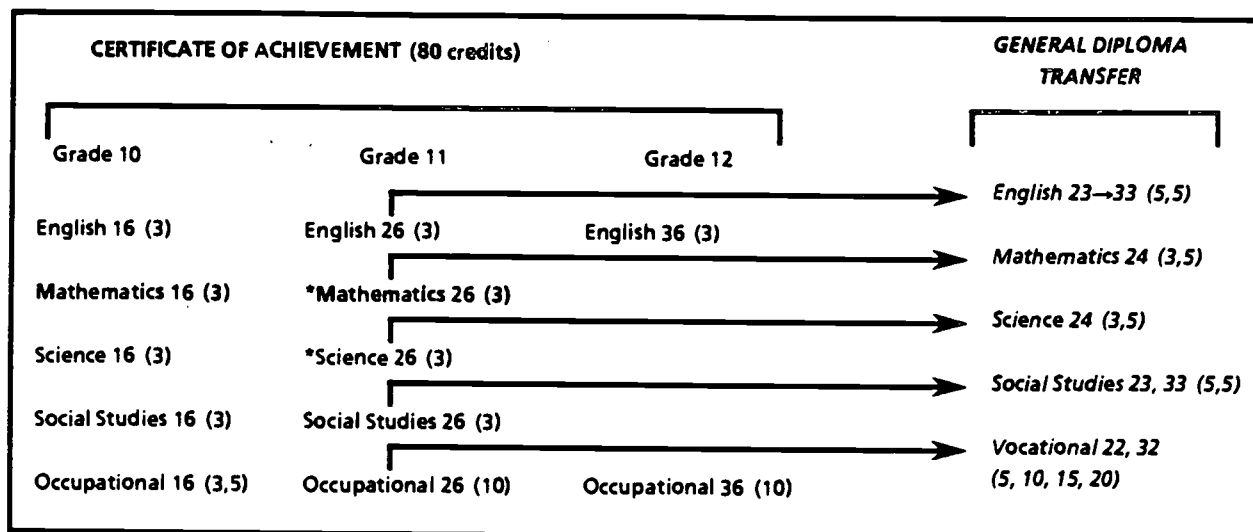 CERTIFICATE OF ACHIEVEMENT (80 credits)
GENERAL DIPLOMA
TRANSFER
Grade 10 Grade 11 Grade 12
English 23→33 (5,5)
English 16 (3) English 26 (3) English 36 (3)
Mathematics 24 (3,5)
Mathematics 16 (3) *Mathematics 26 (3)
Science 24 (3,5)
Science 16 (3) *Science 26 (3)
Social Studies 23, 33 (5,5)
Social Studies 16 (3) Social Studies 26 (3)
Vocational 22, 32
(5, 10, 15, 20)
Occupational 16 (3,5) Occupational 26 (10) Occupational 36 (10)